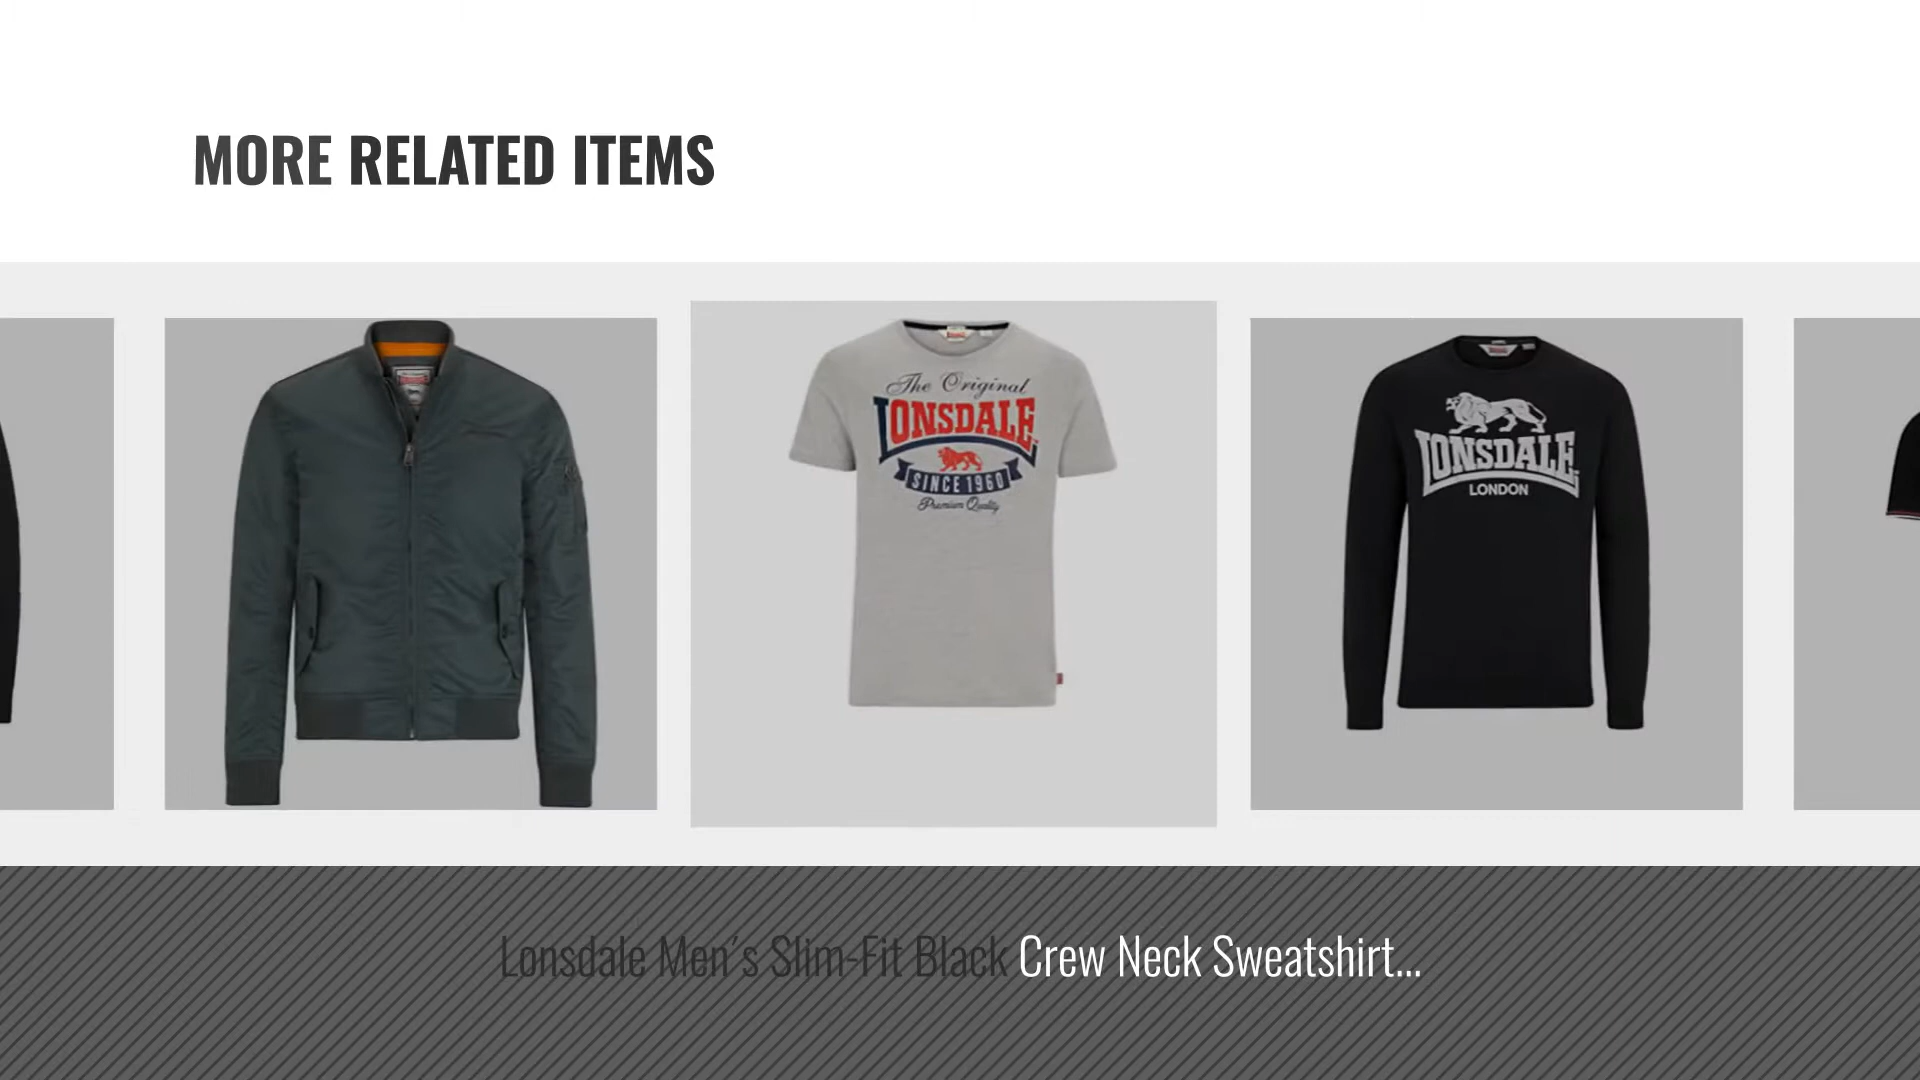 MORE RELATED ITEMS
The Original
LONSDALE
SINCE 1960
Premium Quality
LONSDALE
LONDON
Lonsdale Men´s Slim-Fit Black Crew Neck Sweatshirt...